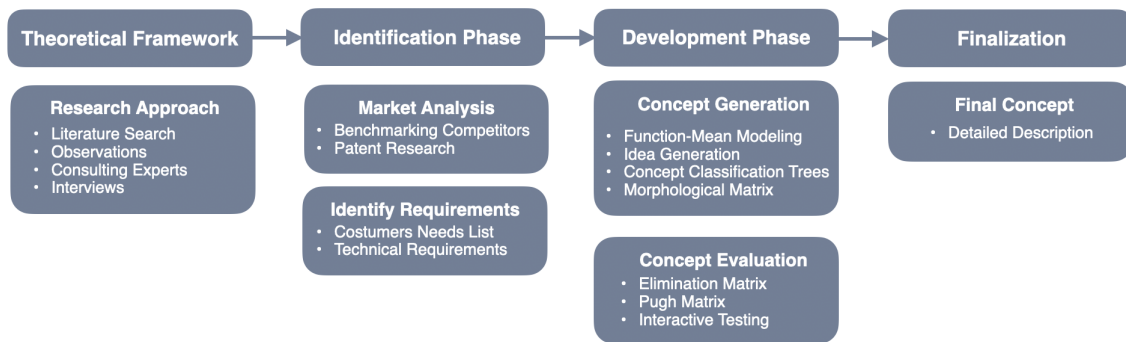 Theoretical Framework
Identification Phase
Development Phase
Finalization
Research Approach
• Literature Search
• Observations
• Consulting Experts
• Interviews
Market Analysis
• Benchmarking Competitors
• Patent Research
Identify Requirements
• Costumers Needs List
• Technical Requirements
Concept Generation
• Function-Mean Modeling
• Idea Generation
• Concept Classification Trees
• Morphological Matrix
Concept Evaluation
• Elimination Matrix
• Pugh Matrix
• Interactive Testing
Final Concept
• Detailed Description